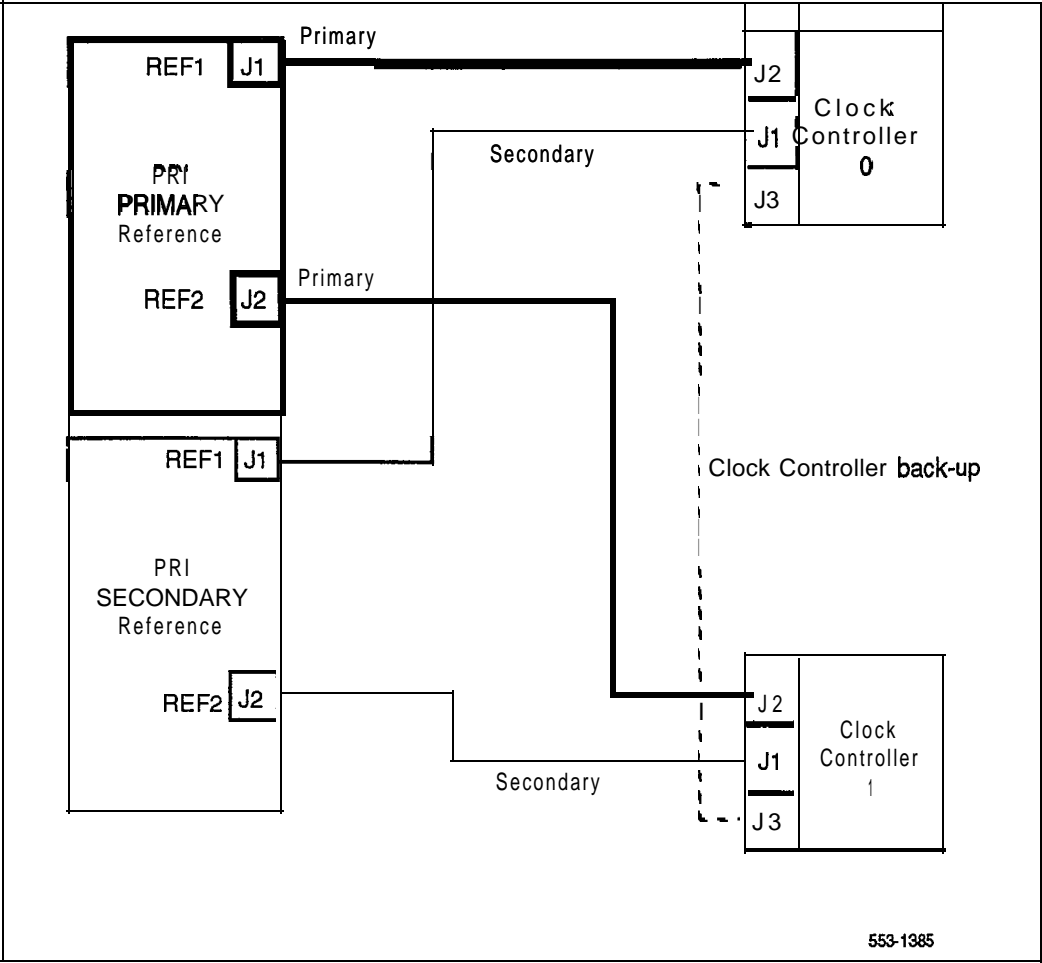 Primary
REF1 J1
J2
Clock
Controller
0
J1
Secondary
PRI
PRIMARY
Reference
J3
Primary
REF2 J2
REF1 J1
Clock Controller back-up
PRI
SECONDARY
Reference
REF2 J2
J2
Clock
Controller
1
J1
Secondary
J3
553-1385